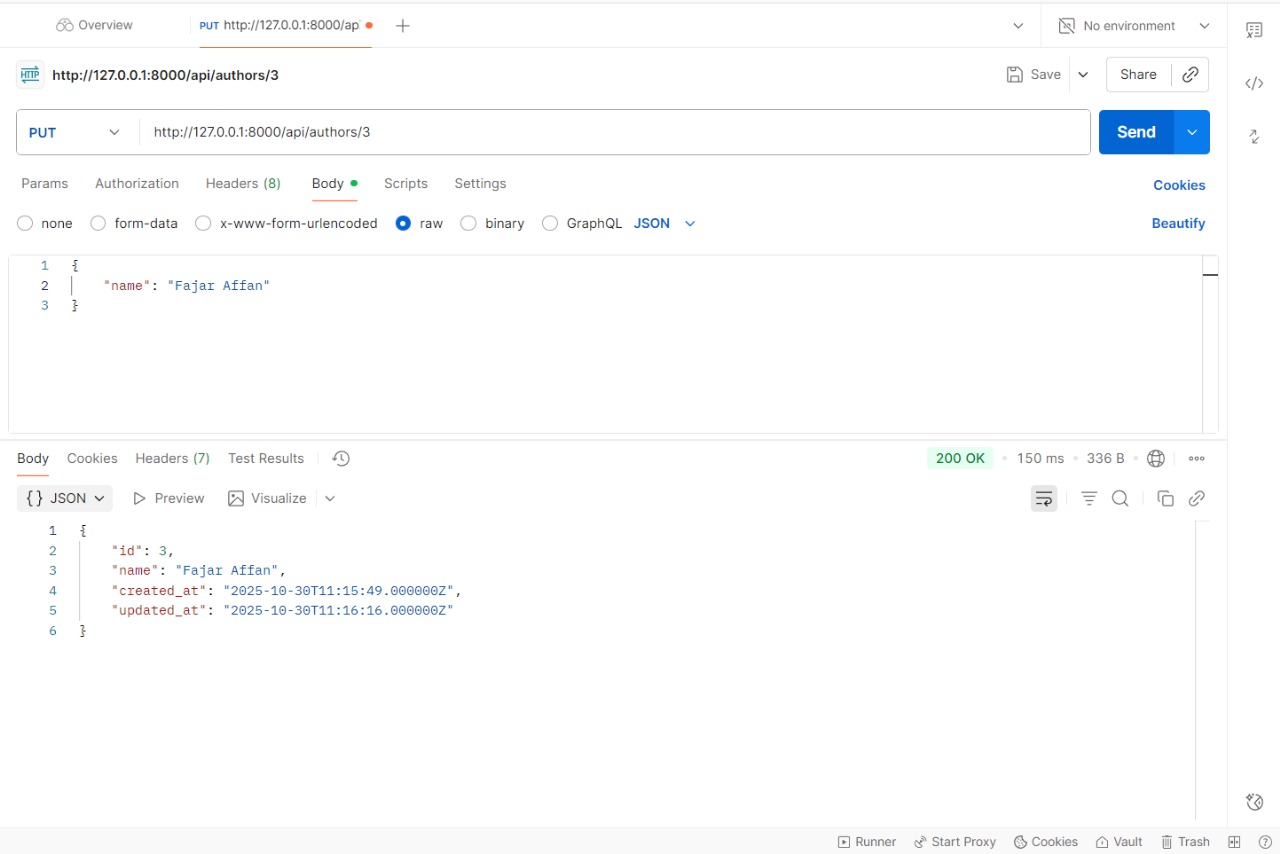 Overview
PUT http://127.0.0.1:8000/ap
No environment
HTTP http://127.0.0.1:8000/api/authors/3
Save
Share
PUT http://127.0.0.1:8000/api/authors/3
Send
Params Authorization Headers (8) Body Scripts Settings
Cookies
none form-data x-www-form-urlencoded raw binary GraphQL JSON
Beautify
1 {
2 "name": "Fajar Affan"
3 }
Body Cookies Headers (7) Test Results
200 OK • 150 ms • 336 B •
{} JSON Preview Visualize
1 {
2 "id": 3,
3 "name": "Fajar Affan",
4 "created_at": "2025-10-30T11:15:49.000000Z",
5 "updated_at": "2025-10-30T11:16:16.000000Z"
6 }
Runner Start Proxy Cookies Vault Trash